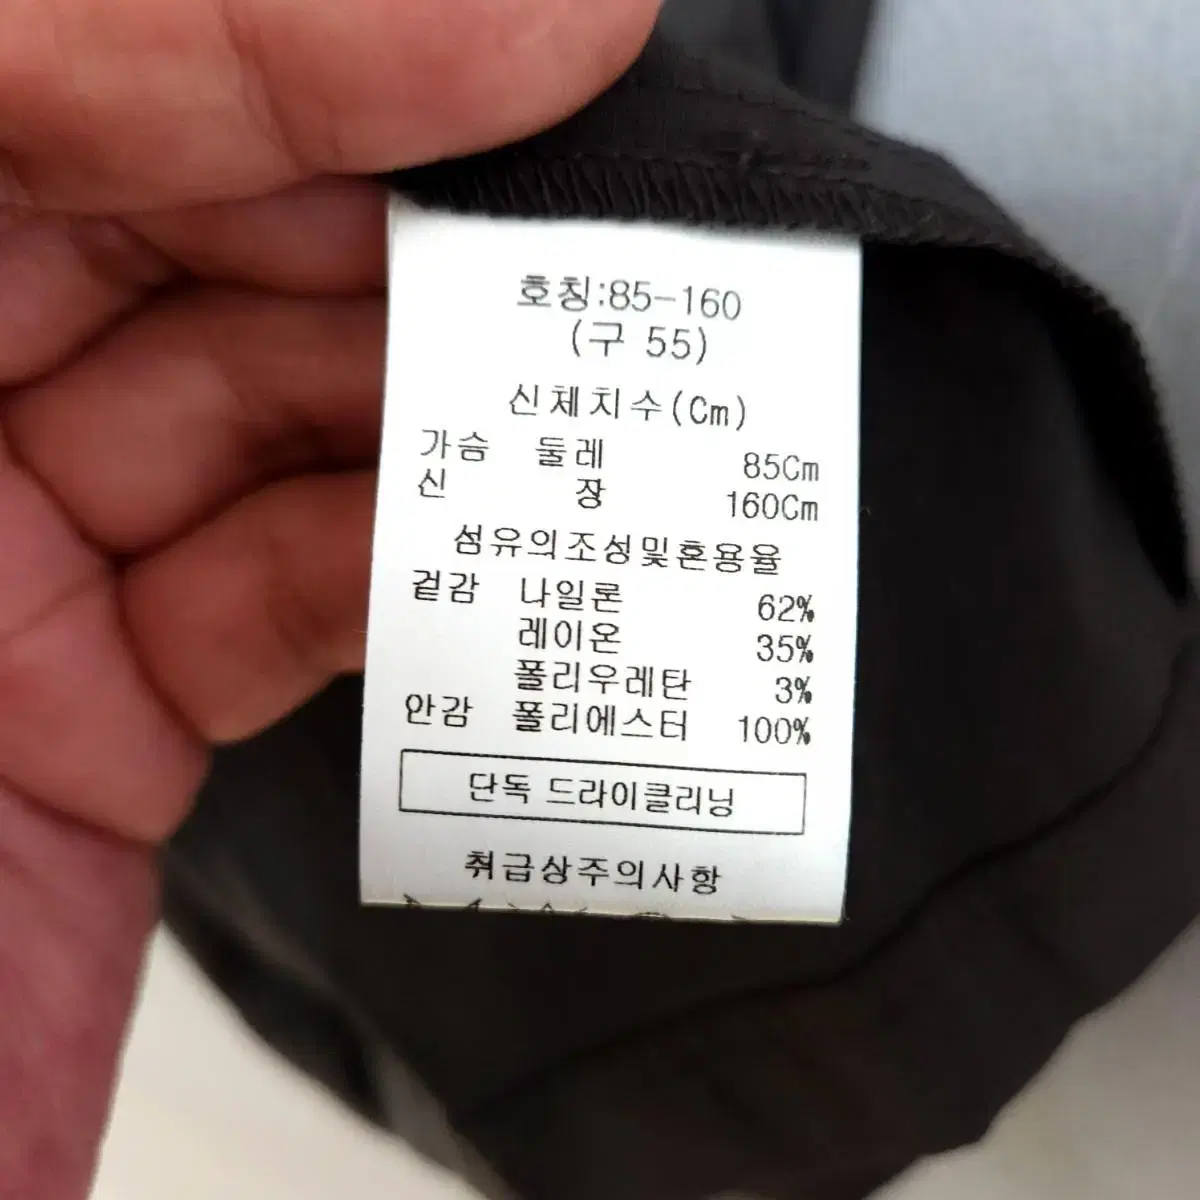 호칭:85-160
(구 55)
신체치수(Cm)
가슴 둘레 85Cm
신 장 160Cm
섬유의조성및혼용율
겉감 나일론 62%
레이온 35%
폴리우레탄 3%
안감 폴리에스터 100%
단독 드라이클리닝
취급상주의사항